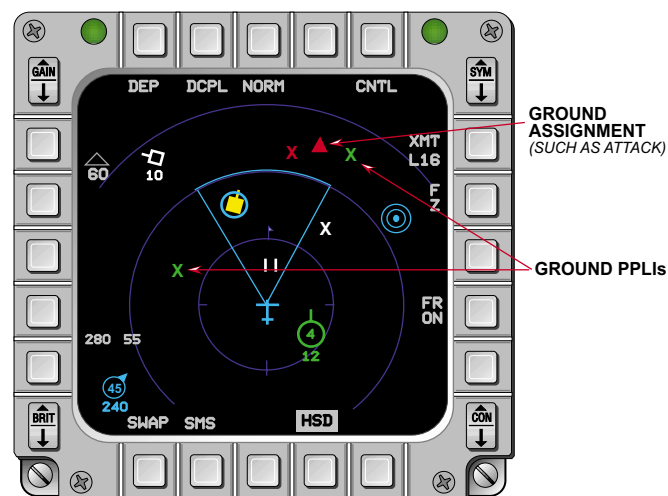 GAIN
SYM
DEP DCPL NORM CNTL
GROUND
ASSIGNMENT
(SUCH AS ATTACK)
X
X
XMT
L16
60
10
F
Z
X
X
GROUND PPLIs
FR
ON
4
12
280 55
45
240
BRIT
CON
SWAP SMS HSD